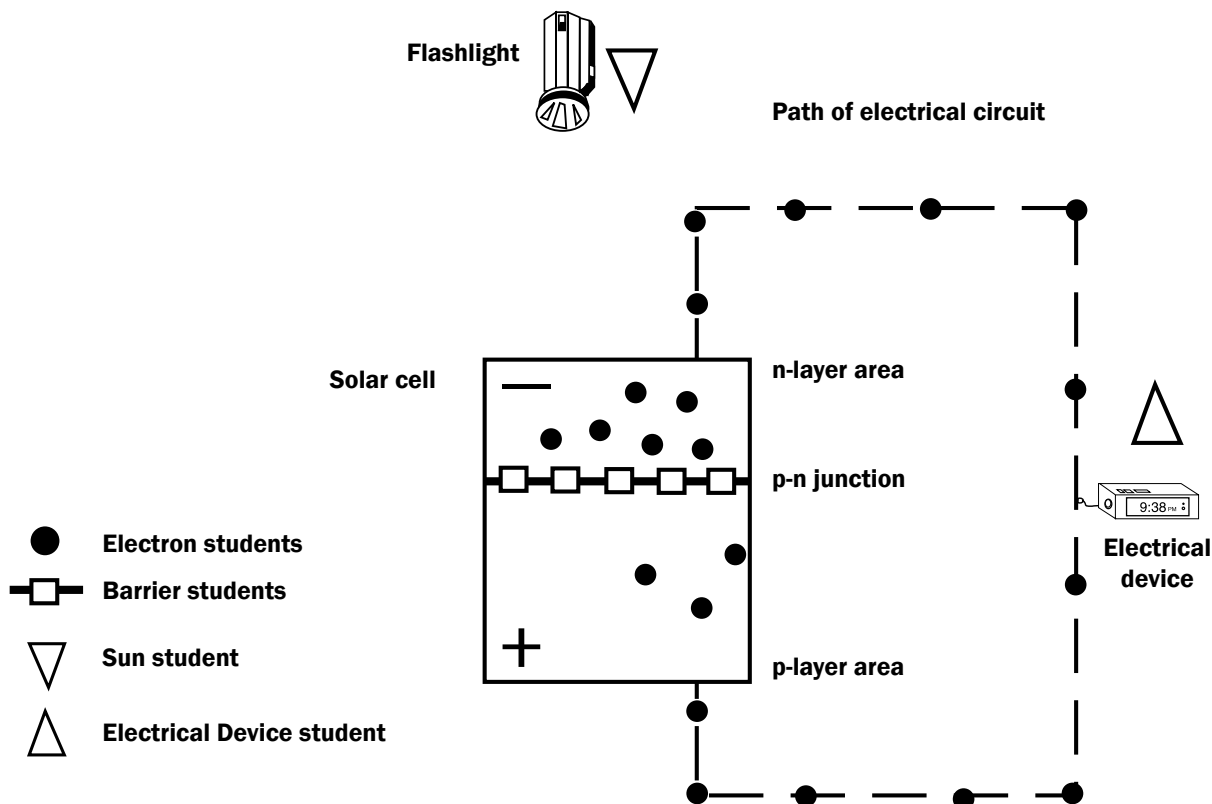 Flashlight
Path of electrical circuit
Solar cell
n-layer area
p-n junction
9:38 PM
Electrical
device
Electron students
Barrier students
Sun student
Electrical Device student
p-layer area